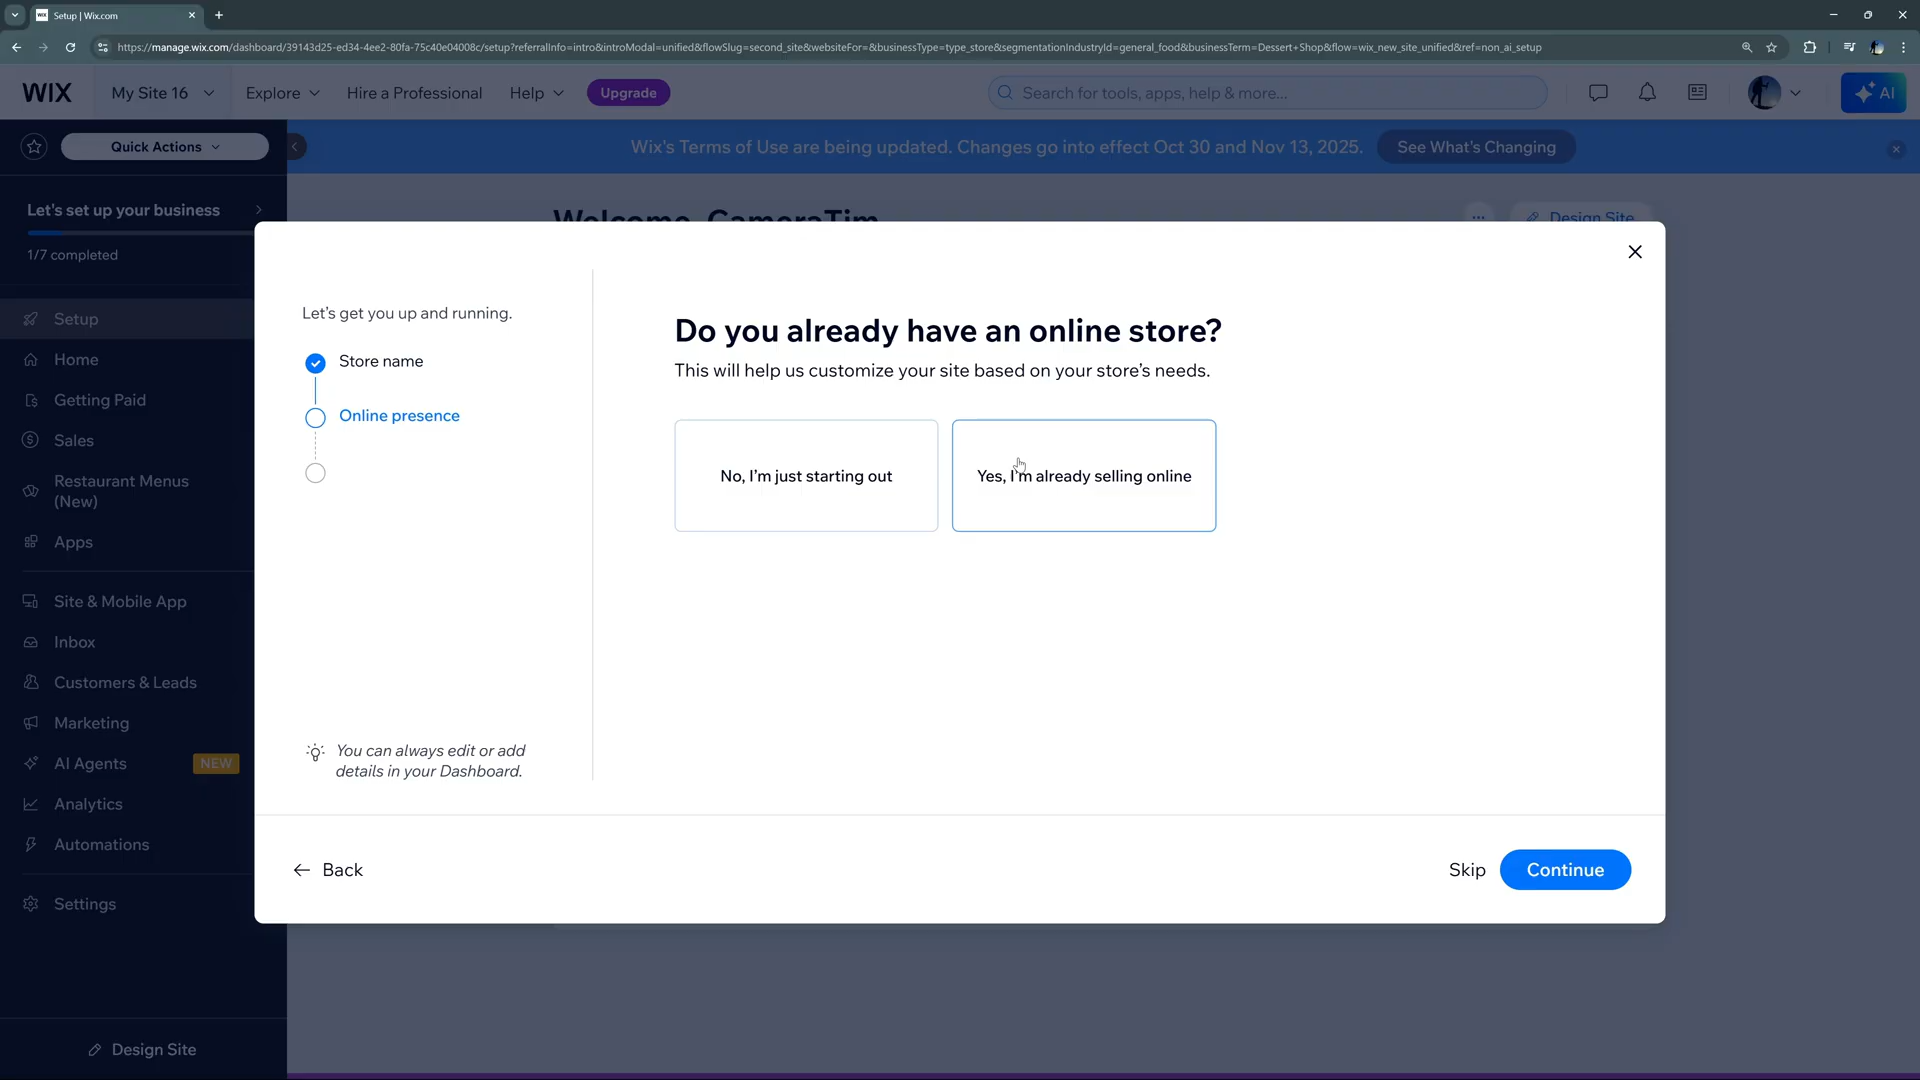 Setup | Wix.com
https://manage.wix.com/dashboard/39143d25-ed34-4ee2-80fa-75c40e04008c/setup?referralInfo=intro&introModal=unified&flowSlug=second_site&websiteFor=&businessType=type_store&segmentationIndustryId=general_food&businessTerm=Dessert+Shop&flow=wix_new_site_unified&ref=non_ai_setup
WIX
My Site 16
Explore
Hire a Professional
Help
Upgrade
Search for tools, apps, help & more...
AI
Quick Actions
Wix's Terms of Use are being updated. Changes go into effect Oct 30 and Nov 13, 2025.
See What's Changing
Let's set up your business
1/7 completed
Welcome, CameraTim
Design Site
Setup
Home
Getting Paid
Sales
Restaurant Menus
(New)
Apps
Site & Mobile App
Inbox
Customers & Leads
Marketing
AI Agents
NEW
Analytics
Automations
Settings
Design Site
Let's get you up and running.
Store name
Online presence
You can always edit or add
details in your Dashboard.
Do you already have an online store?
This will help us customize your site based on your store's needs.
No, I'm just starting out
Yes, I'm already selling online
Back
Skip
Continue